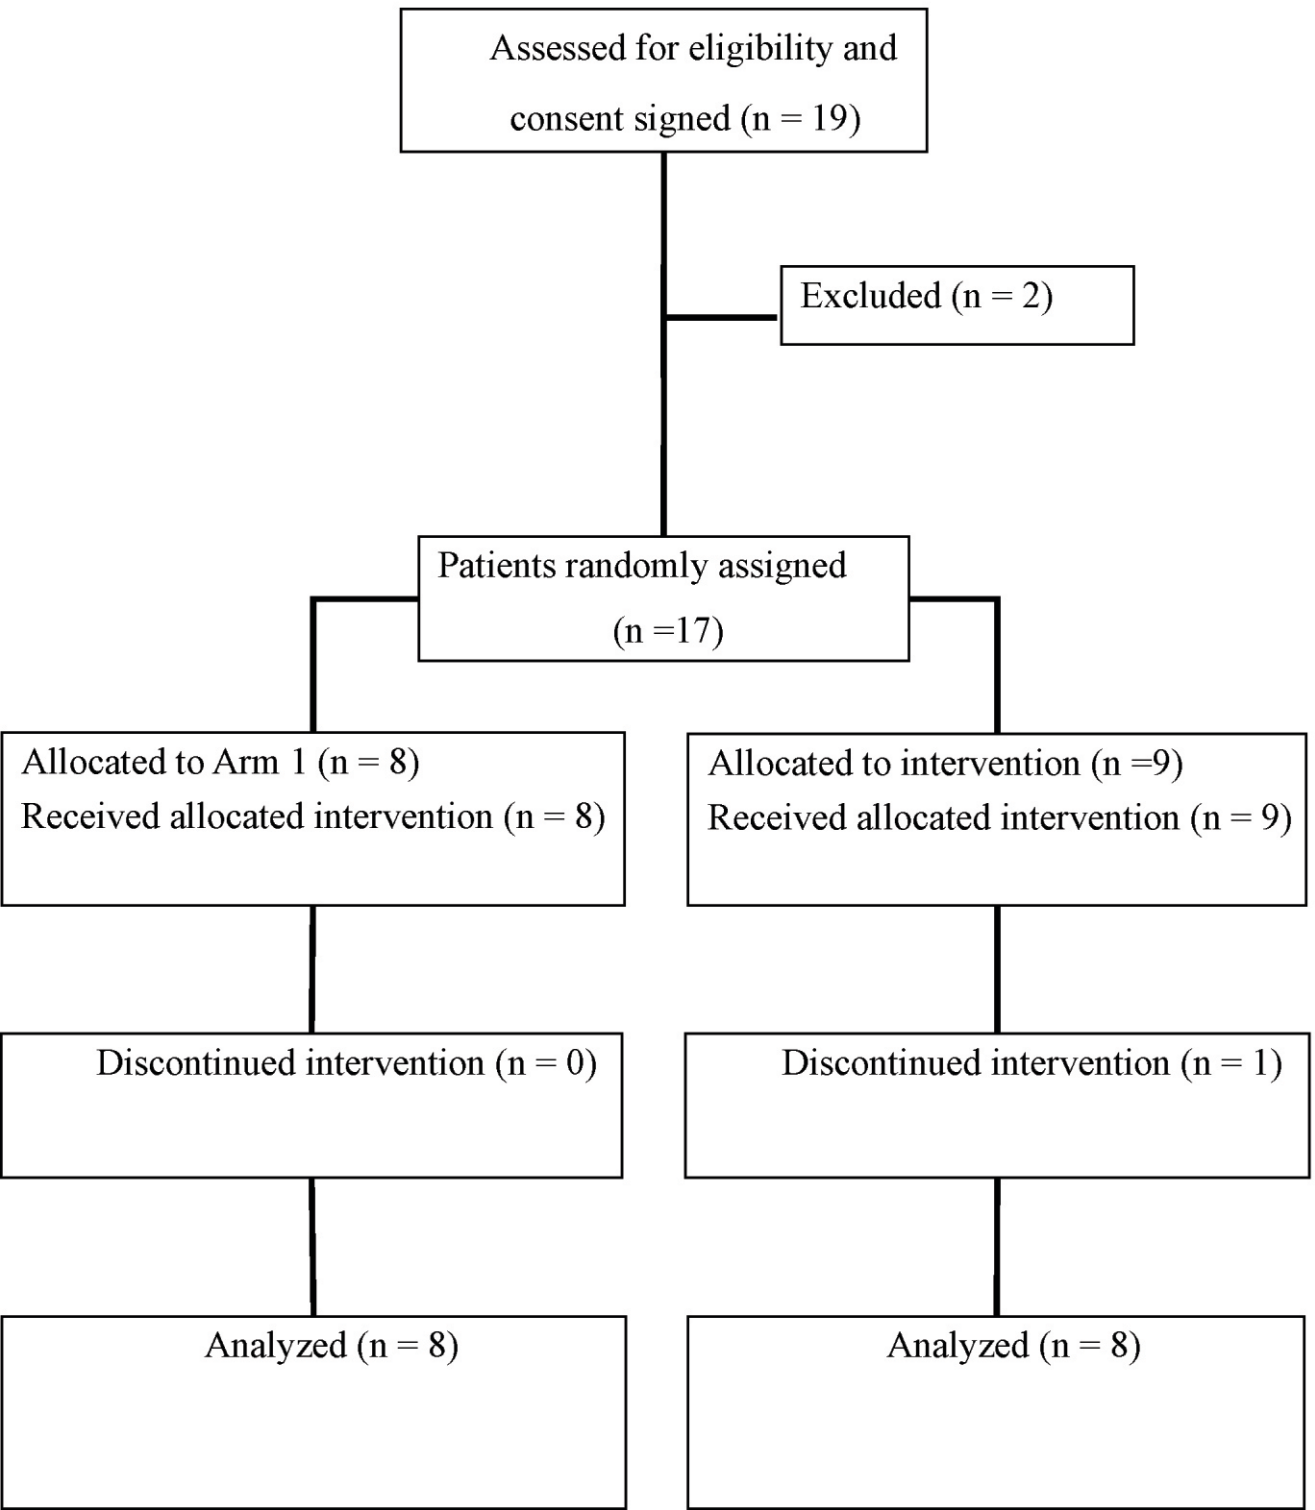 Assessed for eligibility and
consent signed (n = 19)
Excluded (n = 2)
Patients randomly assigned
(n =17)
Allocated to Arm 1 (n = 8)
Received allocated intervention (n = 8)
Allocated to intervention (n =9)
Received allocated intervention (n = 9)
Discontinued intervention (n = 0)
Discontinued intervention (n = 1)
Analyzed (n = 8)
Analyzed (n = 8)